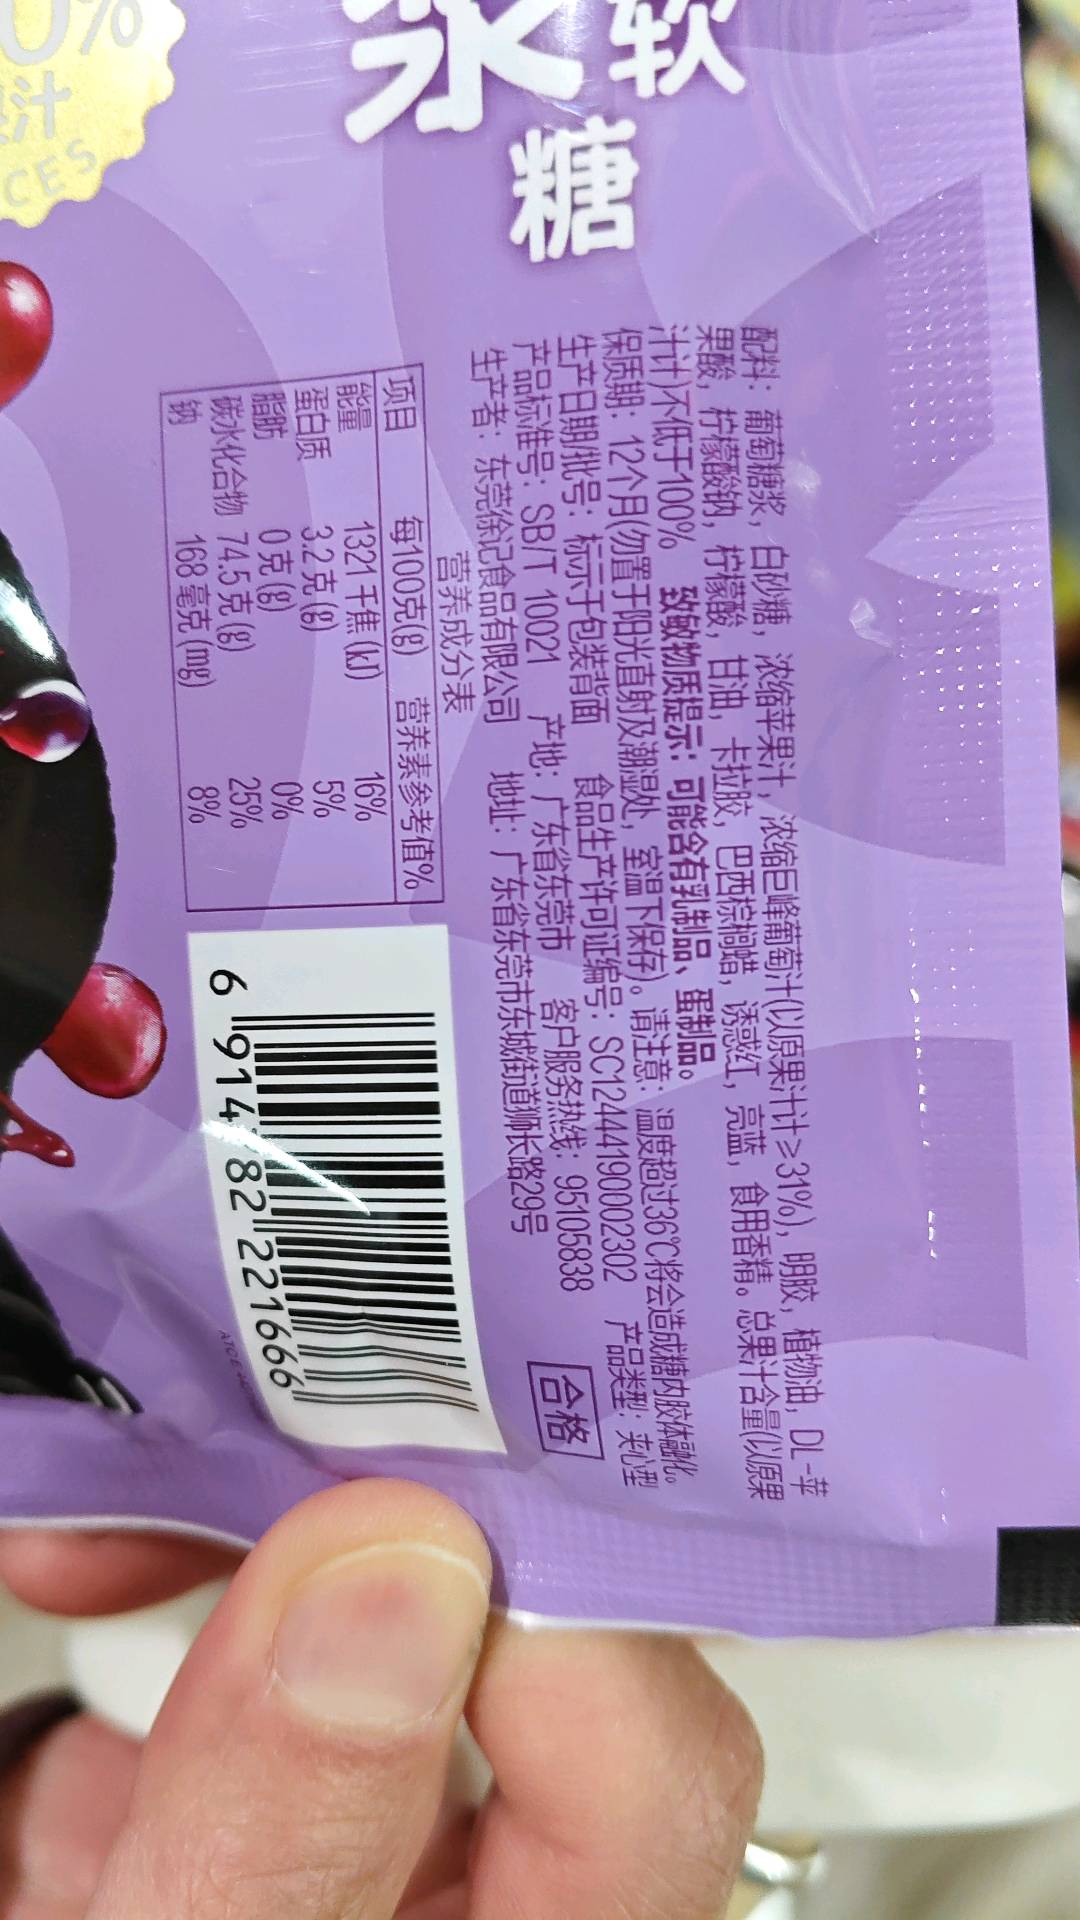 0%
汁
CES
浆软
糖
配料：葡萄糖浆，白砂糖，浓缩苹果汁，浓缩巨峰葡萄汁(以原果汁计≥31%)，明胶，植物油，DL-苹
果酸，柠檬酸钠，柠檬酸，甘油，卡拉胶，巴西棕榈蜡，诱惑红，亮蓝，食用香精。总果汁含量(以原果
汁计)不低于100% 致敏物质提示：可能含有乳制品、蛋制品。
保质期：12个月(勿置于阳光直射及潮湿处，室温下保存)。请注意：温度超过36℃将会造成糖内胶体融化。
生产日期/批号：标示于包装背面 食品生产许可证编号：SC12444190002302 产品类型：夹心型
产品标准号：SB/T 10021 产地：广东省东莞市 客户服务热线：95105838
生产者：东莞徐记食品有限公司 地址：广东省东莞市东城街道狮长路29号
合格
营养成分表
项目 每100克(g) 营养素参考值%
能量 1321千焦(kJ) 16%
蛋白质 3.2克(g) 5%
脂肪 0克(g) 0%
碳水化合物 74.5克(g) 25%
钠 168毫克(mg) 8%
6 914782 221666